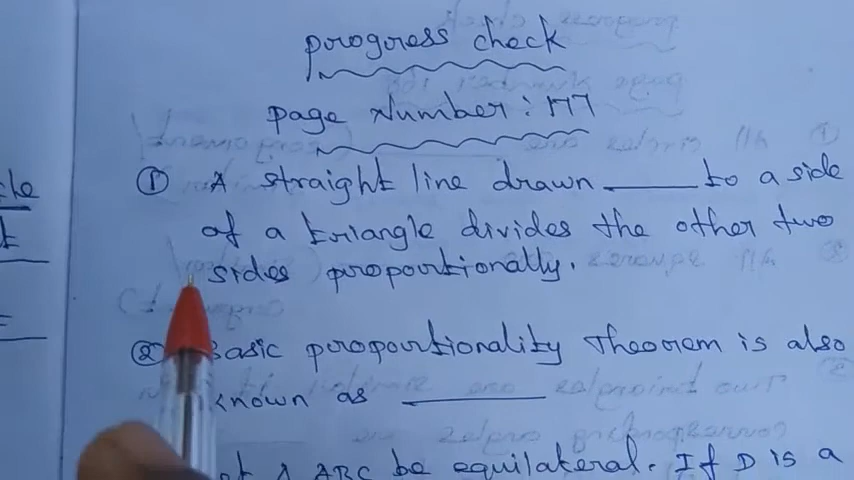 progress check
page Number: 177
① A straight line drawn ______ to a side
of a triangle divides the other two
sides proportionally.
② Basic proportionality Theorem is also
known as ______
ABC be equilateral. If D is a